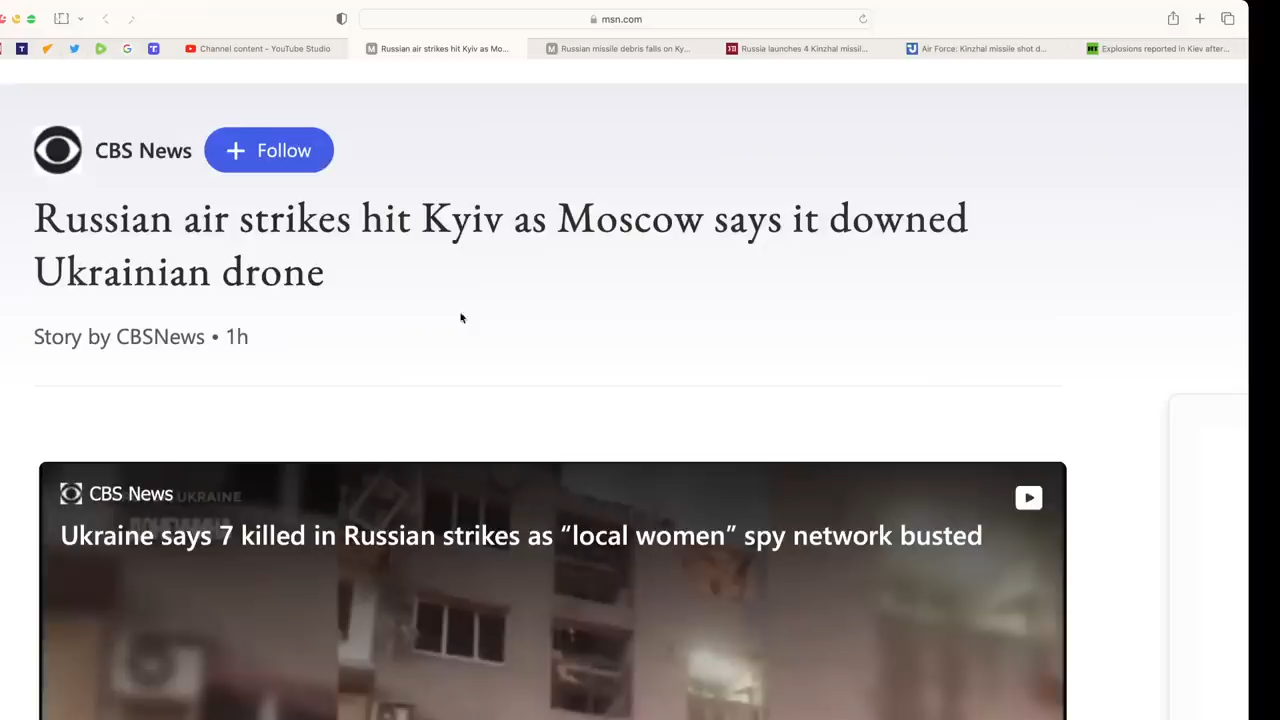 msn.com
Channel content - YouTube Studio
Russian air strikes hit Kyiv as Mo...
Russian missile debris falls on Ky...
Russia launches 4 Kinzhal missil...
Air Force: Kinzhal missile shot d...
Explosions reported in Kiev after...
CBS News
+ Follow
Russian air strikes hit Kyiv as Moscow says it downed
Ukrainian drone
Story by CBSNews • 1h
CBS News
UKRAINE
Ukraine says 7 killed in Russian strikes as “local women” spy network busted